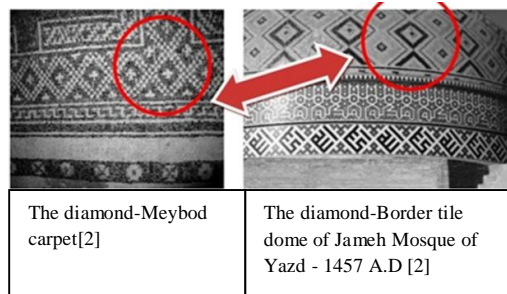 The diamond-Meybod
carpet[2]
The diamond-Border tile
dome of Jameh Mosque of
Yazd - 1457 A.D [2]